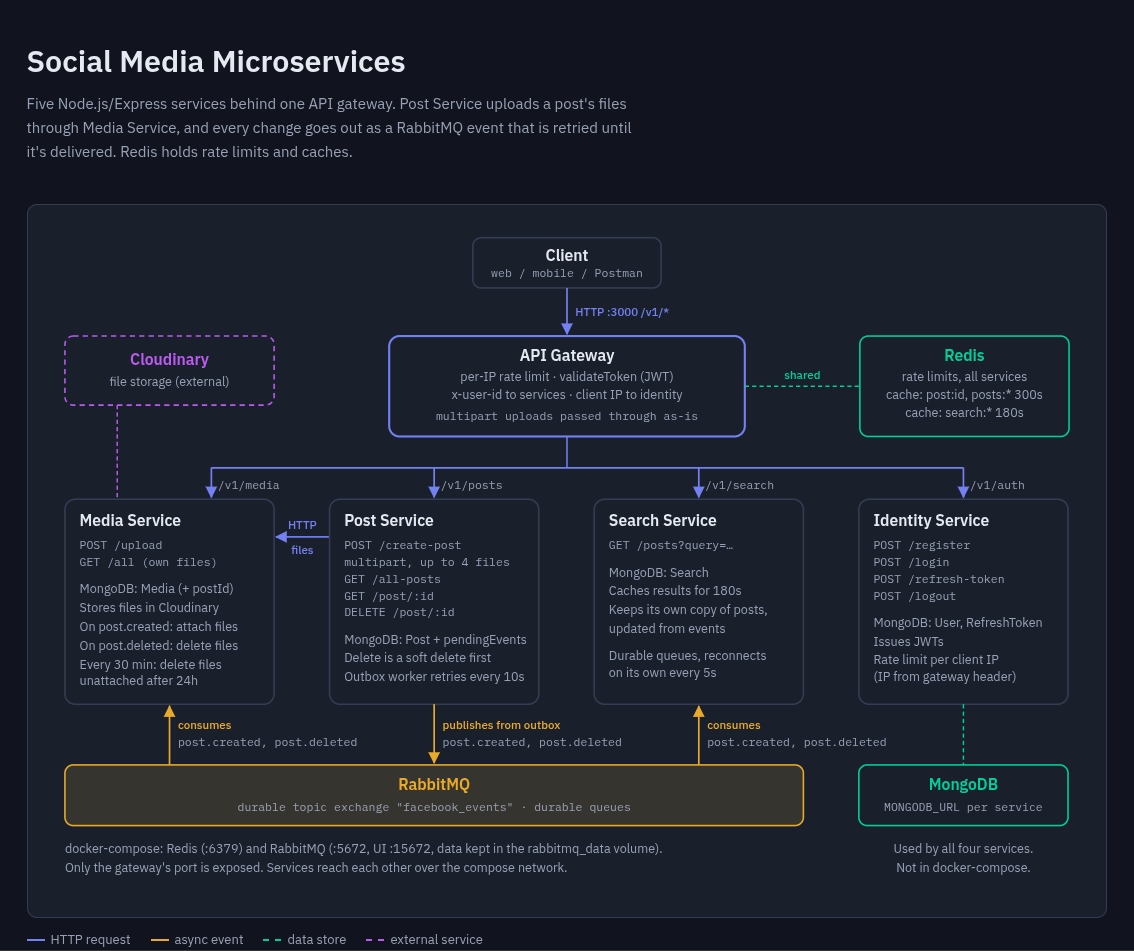 Social Media Microservices
Five Node.js/Express services behind one API gateway. Post Service uploads a post's files
through Media Service, and every change goes out as a RabbitMQ event that is retried until
it's delivered. Redis holds rate limits and caches.
Client
web / mobile / Postman
HTTP :3000 /v1/*
Cloudinary
file storage (external)
API Gateway
per-IP rate limit · validateToken (JWT)
x-user-id to services · client IP to identity
multipart uploads passed through as-is
shared
Redis
rate limits, all services
cache: post:id, posts:* 300s
cache: search:* 180s
/v1/media
/v1/posts
/v1/search
/v1/auth
Media Service
POST /upload
GET /all (own files)
MongoDB: Media (+ postId)
Stores files in Cloudinary
On post.created: attach files
On post.deleted: delete files
Every 30 min: delete files
unattached after 24h
HTTP
files
Post Service
POST /create-post
multipart, up to 4 files
GET /all-posts
GET /post/:id
DELETE /post/:id
MongoDB: Post + pendingEvents
Delete is a soft delete first
Outbox worker retries every 10s
Search Service
GET /posts?query=…
MongoDB: Search
Caches results for 180s
Keeps its own copy of posts,
updated from events
Durable queues, reconnects
on its own every 5s
Identity Service
POST /register
POST /login
POST /refresh-token
POST /logout
MongoDB: User, RefreshToken
Issues JWTs
Rate limit per client IP
(IP from gateway header)
consumes
post.created, post.deleted
publishes from outbox
post.created, post.deleted
consumes
post.created, post.deleted
RabbitMQ
durable topic exchange "facebook_events" · durable queues
MongoDB
MONGODB_URL per service
docker-compose: Redis (:6379) and RabbitMQ (:5672, UI :15672, data kept in the rabbitmq_data volume).
Only the gateway's port is exposed. Services reach each other over the compose network.
Used by all four services.
Not in docker-compose.
HTTP request
async event
data store
external service